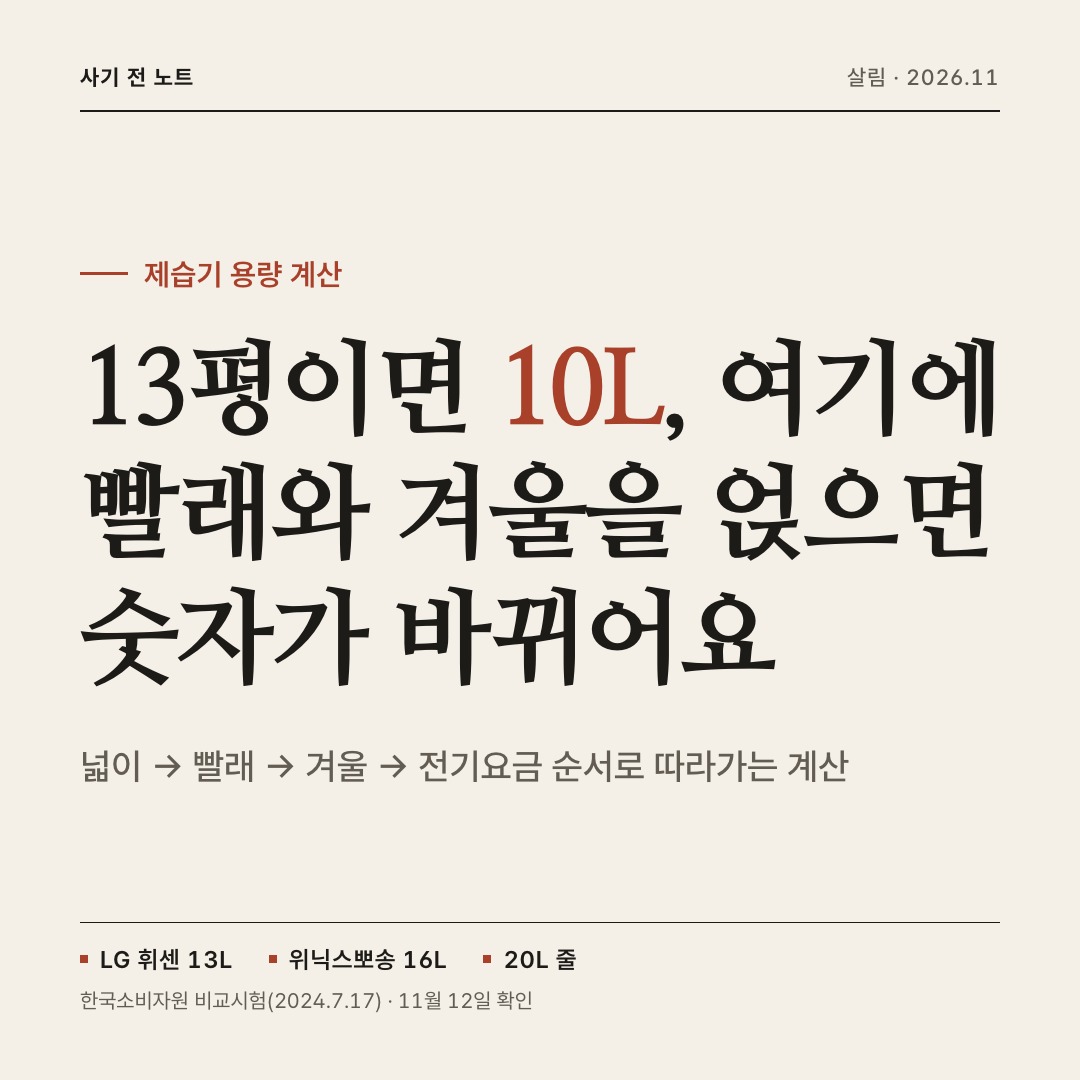 사기 전 노트
살림 · 2026.11
제습기 용량 계산
13평이면 10L, 여기에
빨래와 겨울을 얹으면
숫자가 바뀌어요
넓이 → 빨래 → 겨울 → 전기요금 순서로 따라가는 계산
LG 휘센 13L
위닉스뽀송 16L
20L 줄
한국소비자원 비교시험(2024.7.17) · 11월 12일 확인